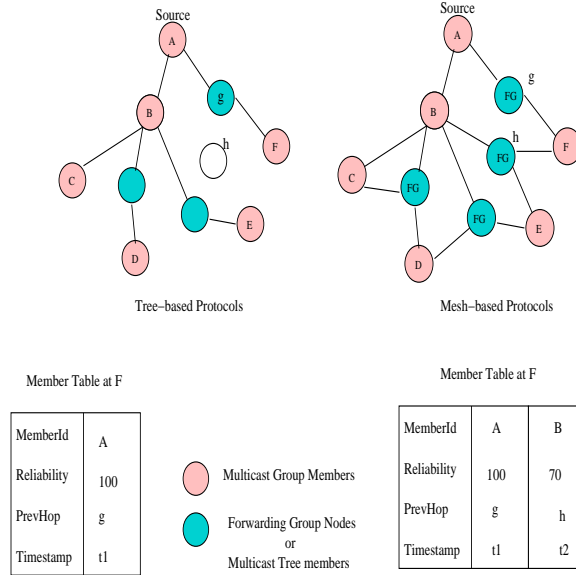 Source
A
g
B
h
F
C
E
D
Tree-based Protocols
Source
A
g
FG
B
h
FG
F
C
FG
FG
E
D
Mesh-based Protocols
Member Table at F
MemberId A
Reliability 100
PrevHop g
Timestamp t1
Multicast Group Members
Forwarding Group Nodes
or
Multicast Tree members
Member Table at F
MemberId A B
Reliability 100 70
PrevHop g h
Timestamp t1 t2